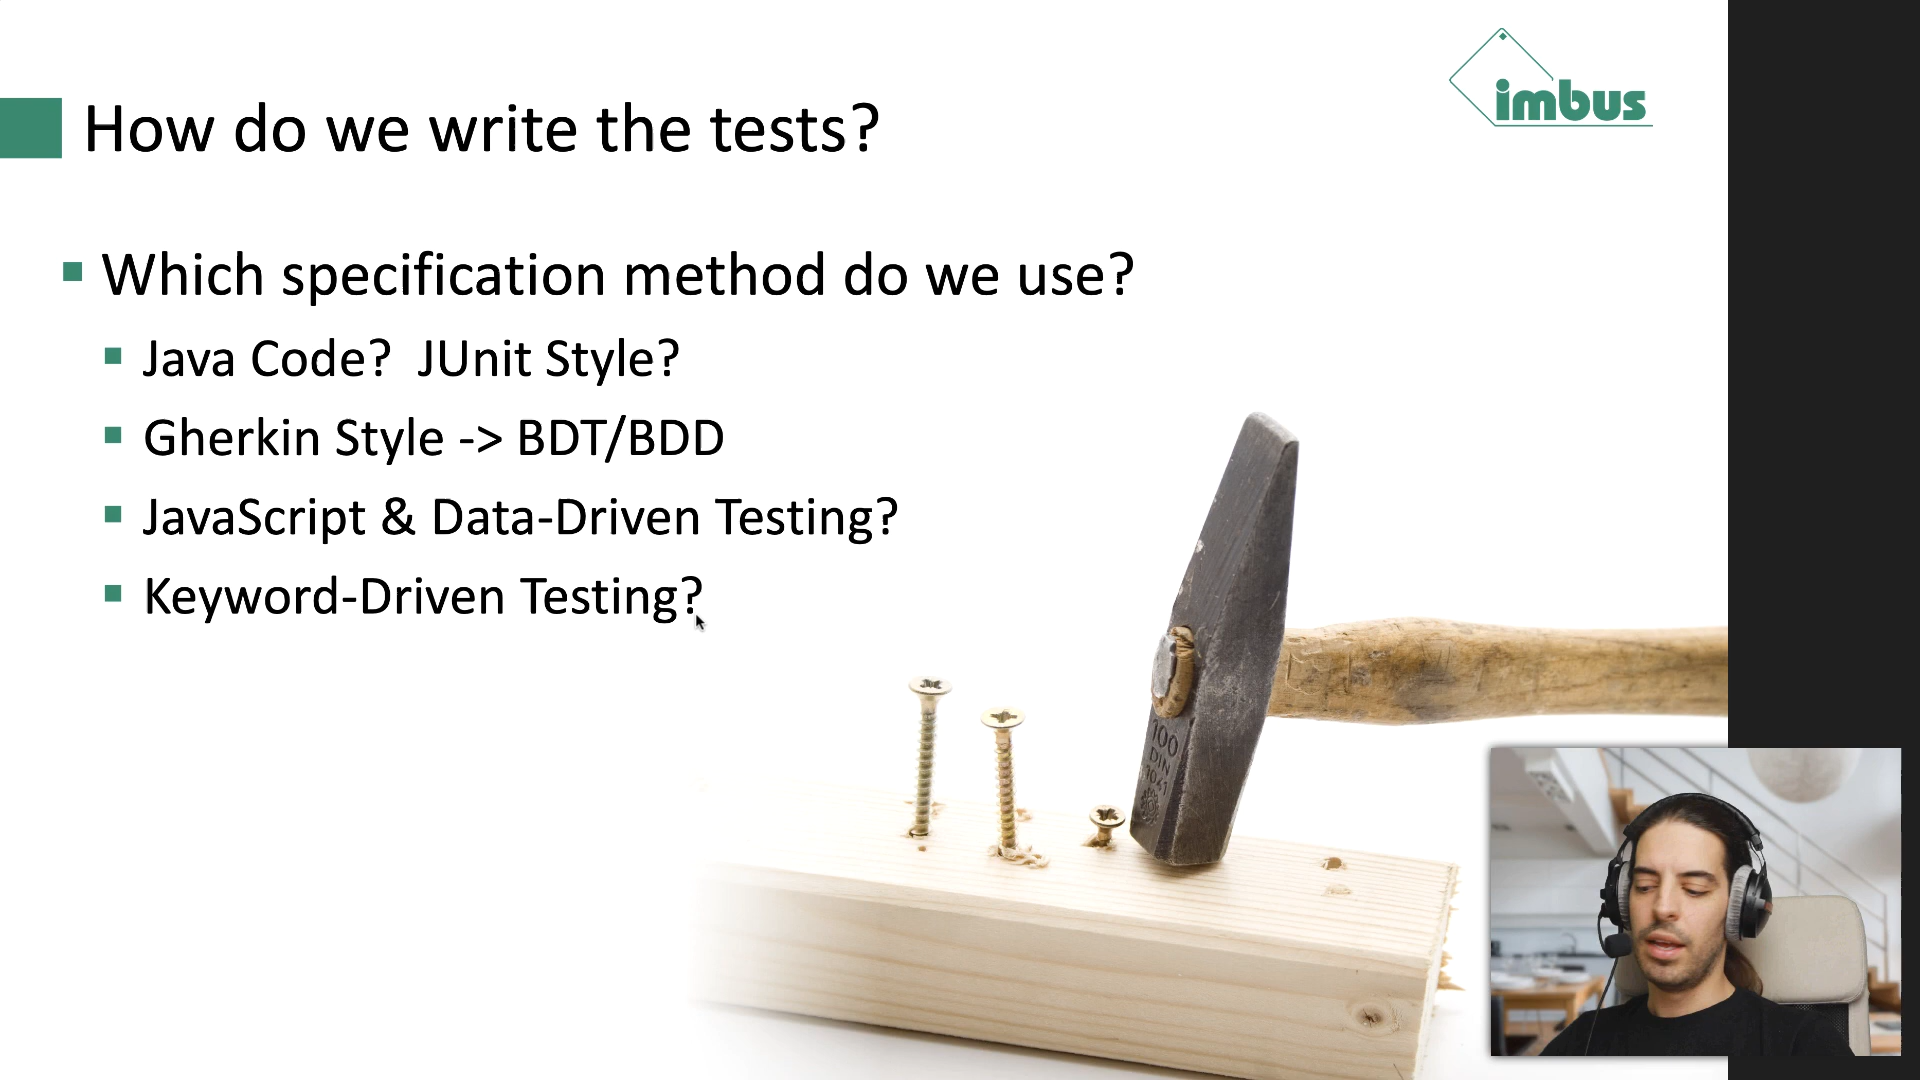 imbus
How do we write the tests?
Which specification method do we use?
Java Code?  JUnit Style?
Gherkin Style -> BDT/BDD
JavaScript & Data-Driven Testing?
Keyword-Driven Testing?
100
DIN
1041